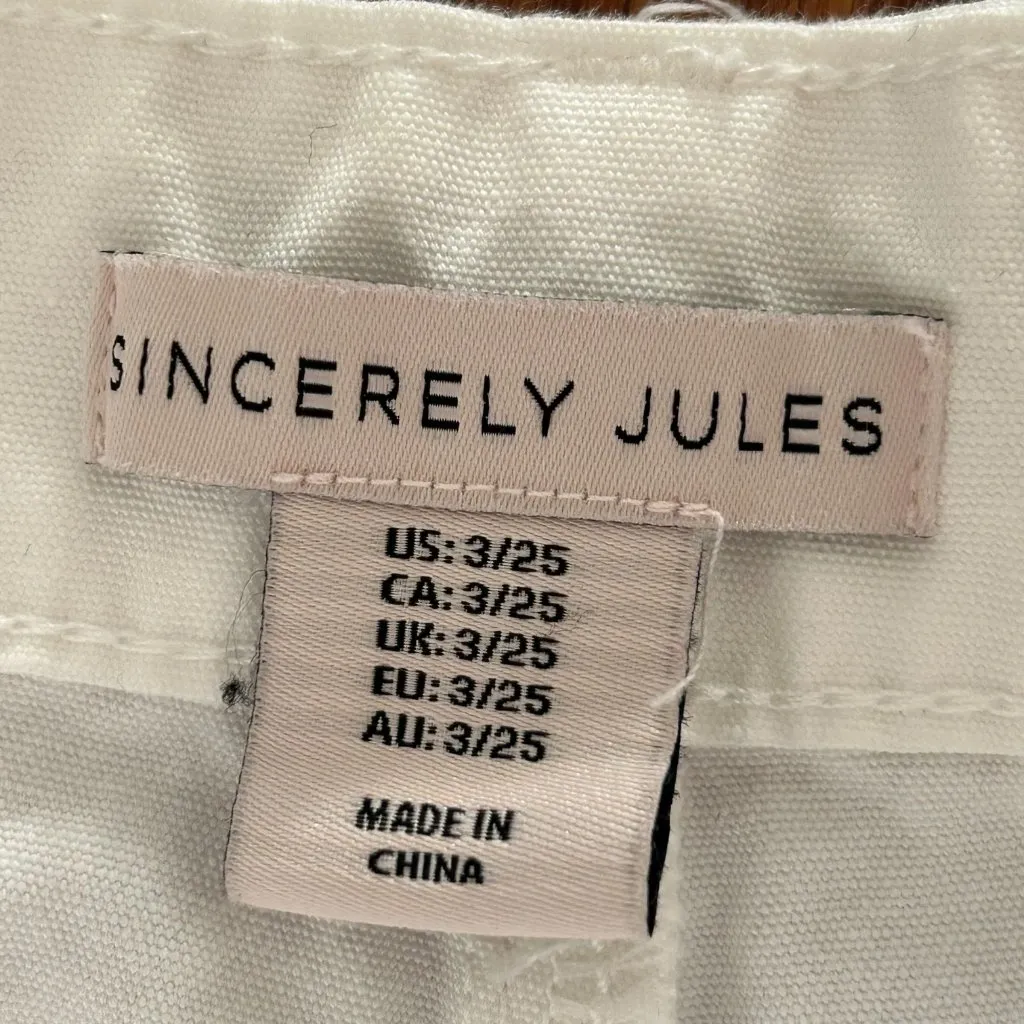 SINCERELY JULES
US: 3/25
CA: 3/25
UK: 3/25
EU: 3/25
AU: 3/25
MADE IN
CHINA